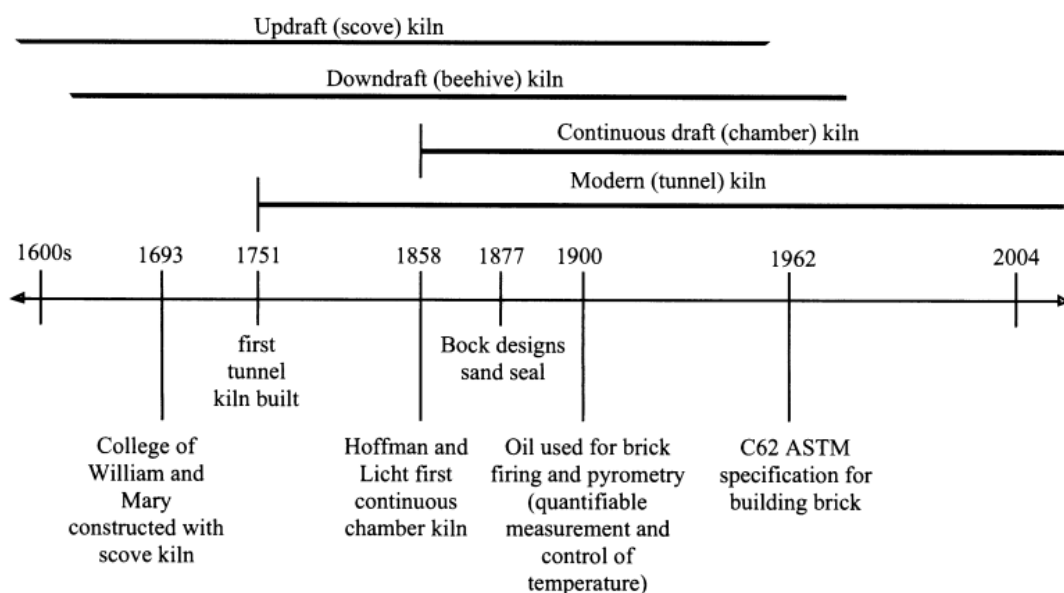 Updraft (scove) kiln
Downdraft (beehive) kiln
Continuous draft (chamber) kiln
Modern (tunnel) kiln
1600s
1693
1751
1858
1877
1900
1962
2004
first
tunnel
kiln built
Bock designs
sand seal
College of
William and
Mary
constructed with
scove kiln
Hoffman and
Licht first
continuous
chamber kiln
Oil used for brick
firing and pyrometry
(quantifiable
measurement and
control of
temperature)
C62 ASTM
specification for
building brick